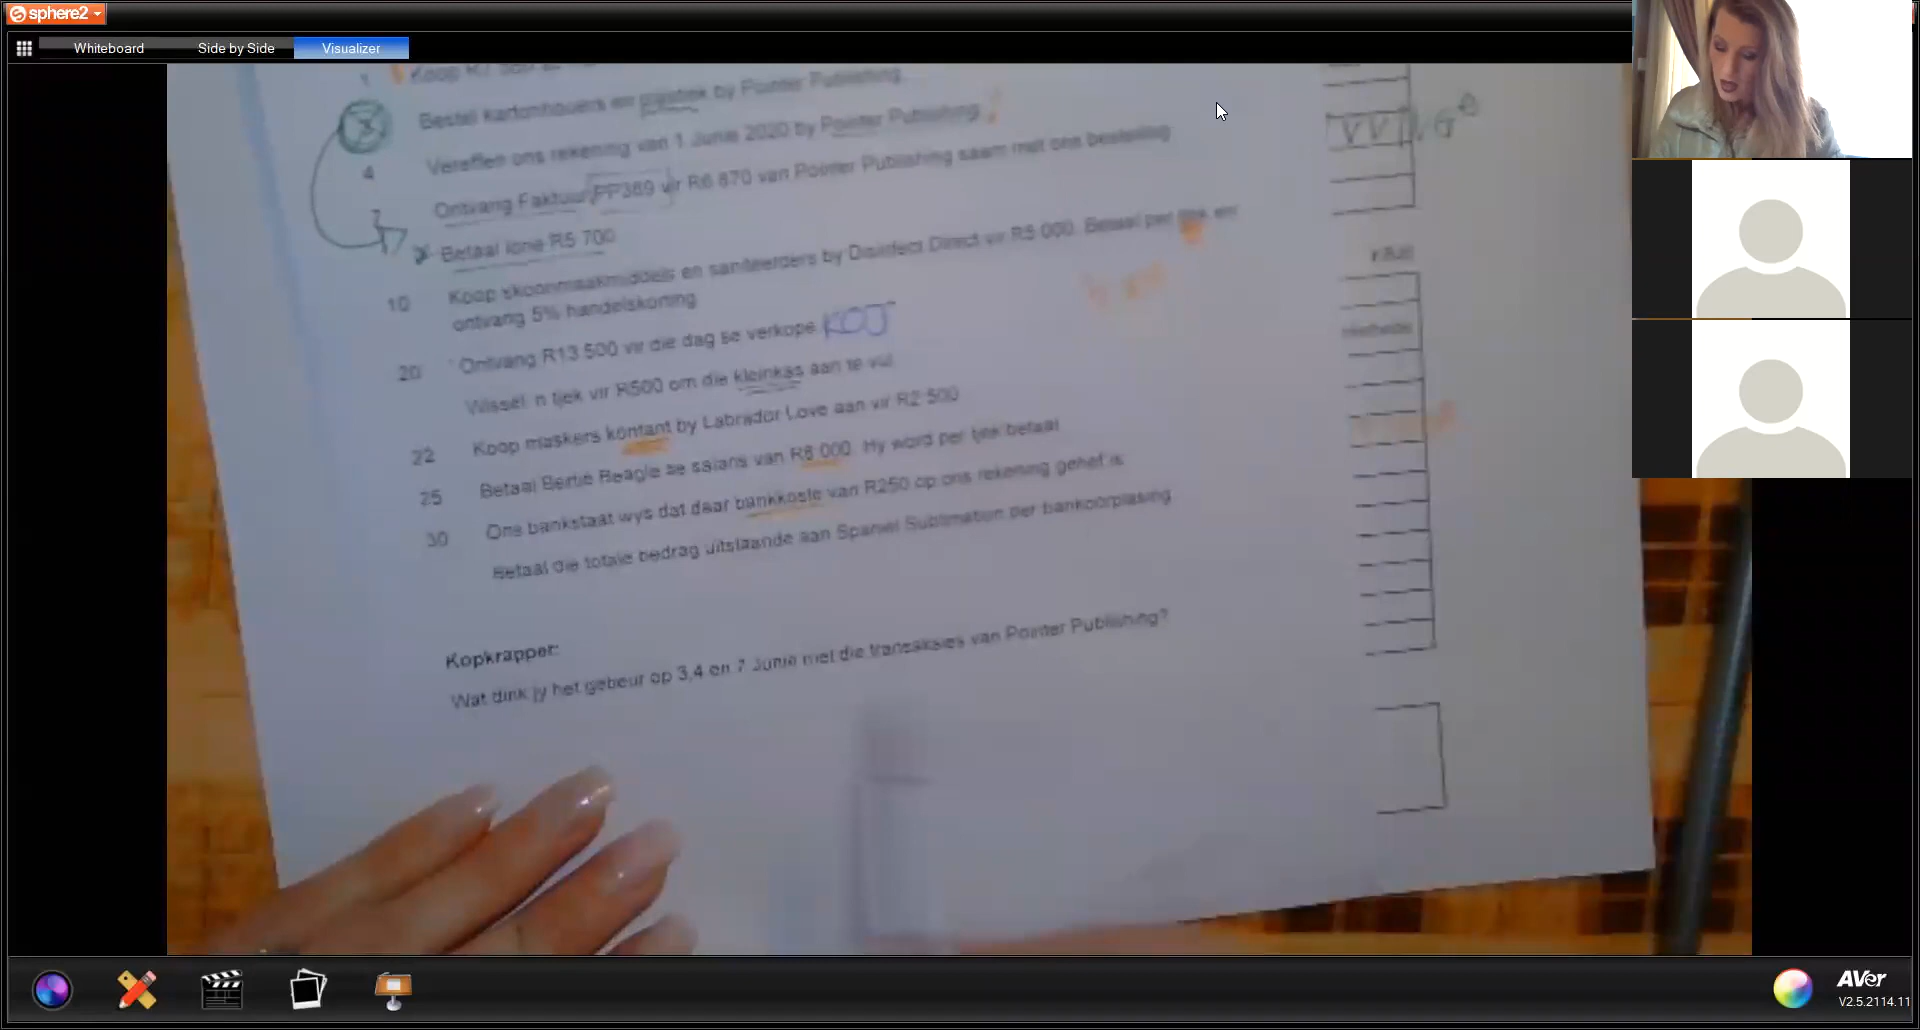 sphere2
Whiteboard Side by Side Visualizer
Koop
3 Bestel kartonhouers en plastiek by Pointer Publishing
Vereffen ons rekening van 1 Junie 2020 by Pointer Publishing
4 Ontvang Faktuur PP369 vir R6 870 van Pointer Publishing saam met ons bestelling
7 Betaal lone R5 700
10 Koop skoonmaakmiddels en saniteerders by Disinfect Direct vir R5 000. Betaal per tjek en
ontvang 5% handelskorting
20 Ontvang R13 500 vir die dag se verkope KOJ
Wissel 'n tjek vir R500 om die kleinkas aan te vul
22 Koop maskers kontant by Labrador Love aan vir R2 500
25 Betaal Bertie Beagle se salaris van R8 000. Hy word per tjek betaal
30 Ons bankstaat wys dat daar bankkoste van R250 op ons rekening gehef is
Betaal die totale bedrag uitstaande aan Spaniel Sublimation per bankoorplasing
Kopkrapper:
Wat dink jy het gebeur op 3,4 en 7 Junie met die transaksies van Pointer Publishing?
AVer
V2.5.2114.11